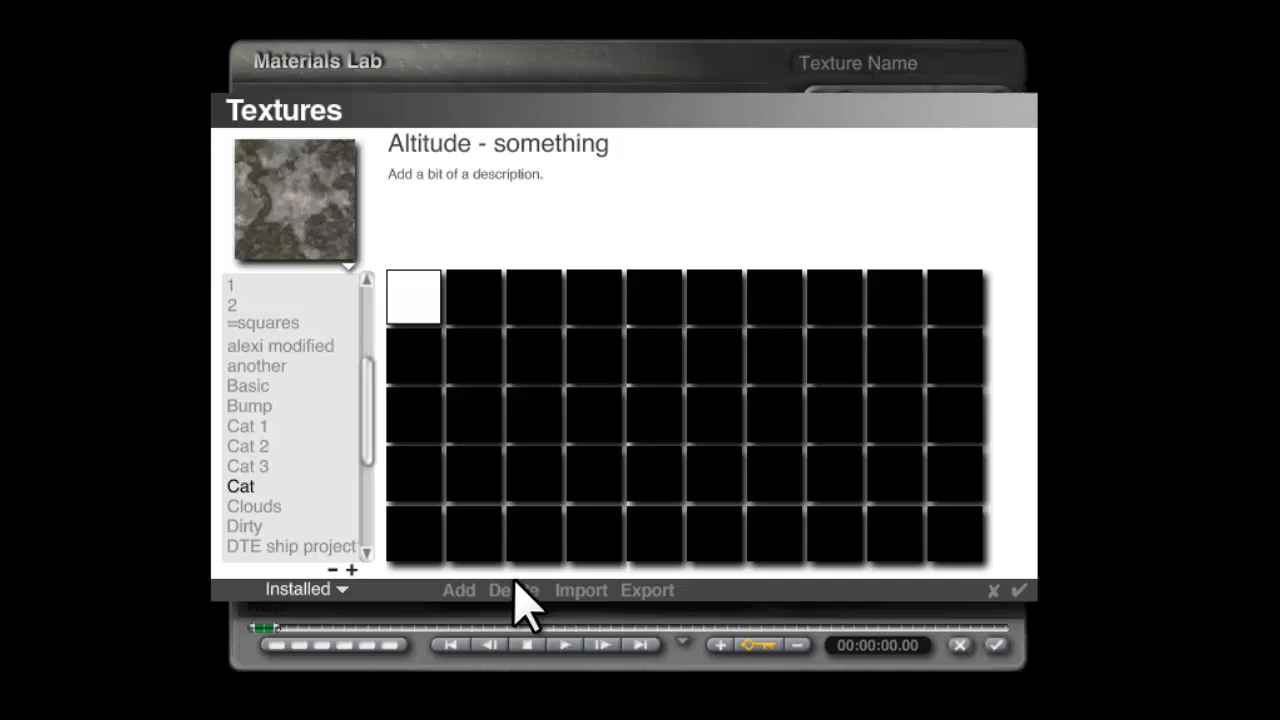 Materials Lab
Texture Name
Textures
Altitude - something
Add a bit of a description.
1
2
=squares
alexi modified
another
Basic
Bump
Cat 1
Cat 2
Cat 3
Cat
Clouds
Dirty
DTE ship project
- +
Installed
Add
Import Export
00:00:00.00